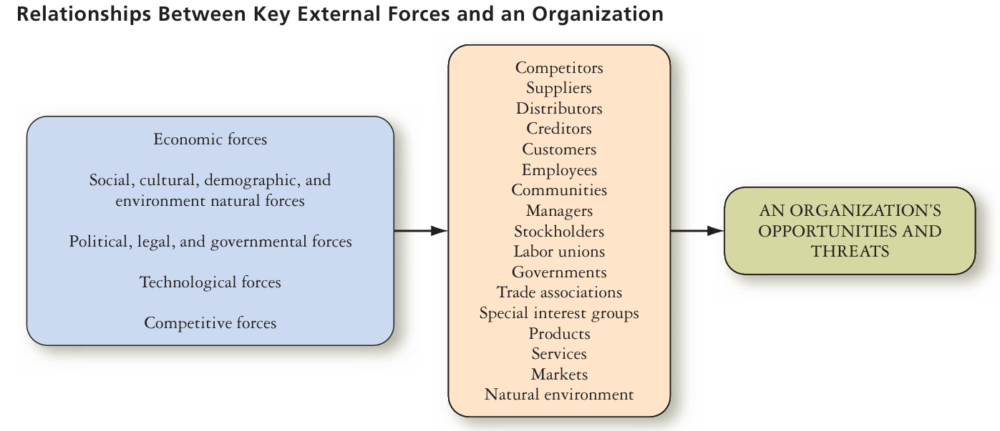 Relationships Between Key External Forces and an Organization
Economic forces
Social, cultural, demographic, and
environment natural forces
Political, legal, and governmental forces
Technological forces
Competitive forces
Competitors
Suppliers
Distributors
Creditors
Customers
Employees
Communities
Managers
Stockholders
Labor unions
Governments
Trade associations
Special interest groups
Products
Services
Markets
Natural environment
AN ORGANIZATION’S
OPPORTUNITIES AND
THREATS